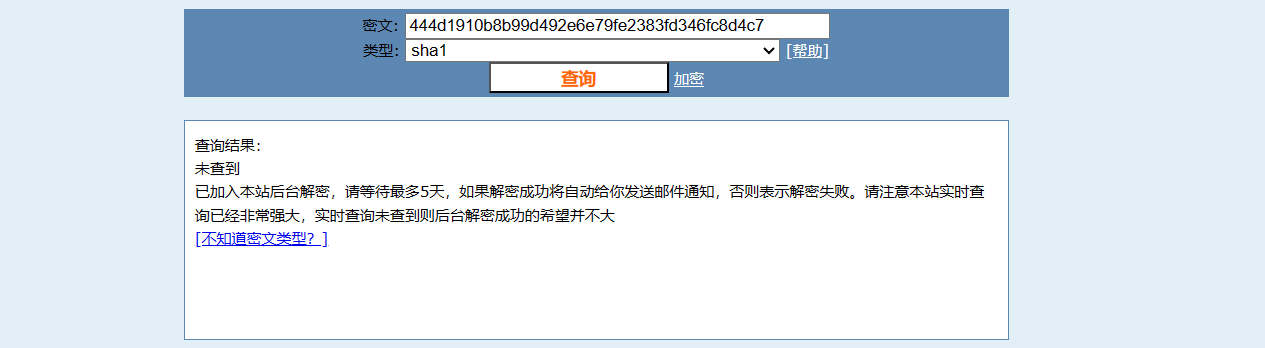 密文：444d1910b8b99d492e6e79fe2383fd346fc8d4c7
类型：sha1 [帮助]
查询 加密
查询结果：
未查到
已加入本站后台解密，请等待最多5天，如果解密成功将自动给你发送邮件通知，否则表示解密失败。请注意本站实时查
询已经非常强大，实时查询未查到则后台解密成功的希望并不大
[不知道密文类型？]